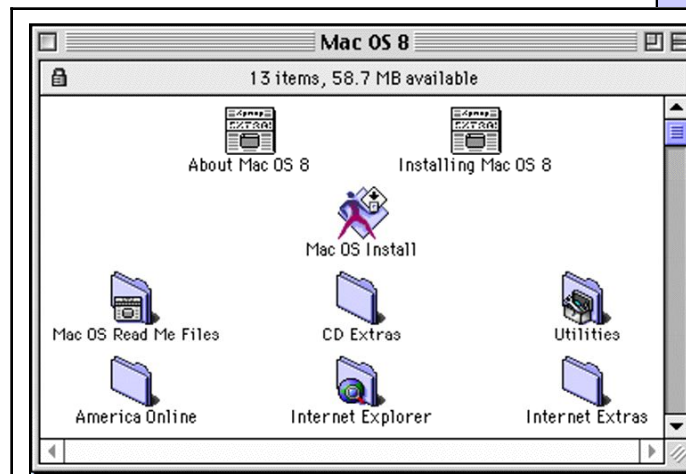 Mac OS 8
13 items, 58.7 MB available
About Mac OS 8
Installing Mac OS 8
Mac OS Install
Mac OS Read Me Files
CD Extras
Utilities
America Online
Internet Explorer
Internet Extras